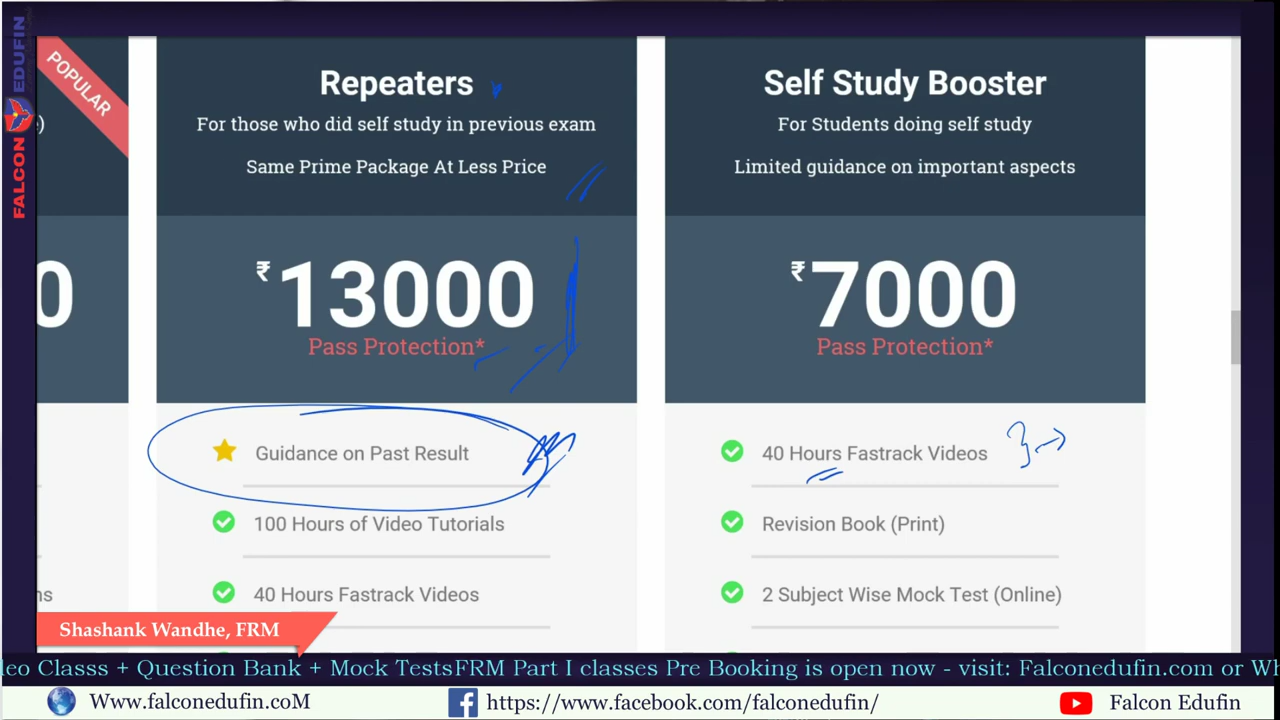 FALCON EDUFIN
POPULAR
)
0
ns
Repeaters
For those who did self study in previous exam
Same Prime Package At Less Price
₹13000
Pass Protection*
Guidance on Past Result
100 Hours of Video Tutorials
40 Hours Fastrack Videos
Self Study Booster
For Students doing self study
Limited guidance on important aspects
₹7000
Pass Protection*
40 Hours Fastrack Videos
Revision Book (Print)
2 Subject Wise Mock Test (Online)
Shashank Wandhe, FRM
leo Classs + Question Bank + Mock TestsFRM Part I classes Pre Booking is open now - visit: Falconedufin.com or Wh
Www.falconedufin.coM
https://www.facebook.com/falconedufin/
Falcon Edufin